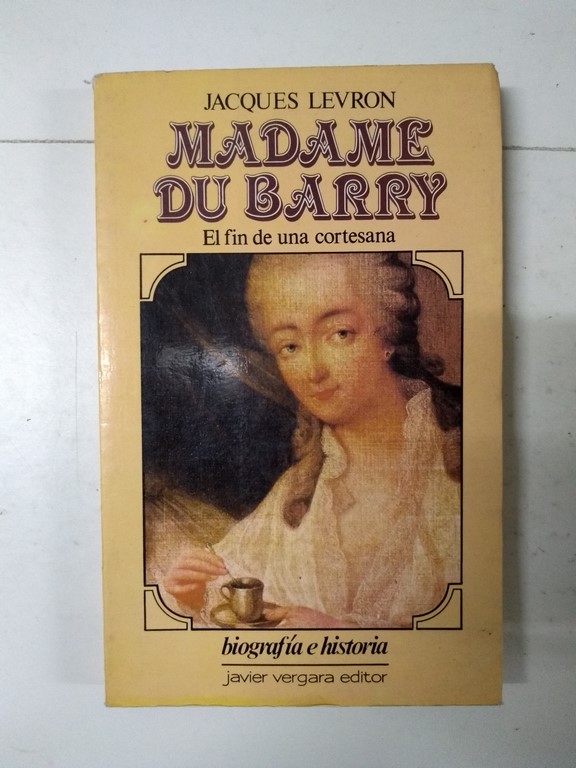 JACQUES LEVRON
MADAME
DU BARRY
El fin de una cortesana
biografía e historia
javier vergara editor